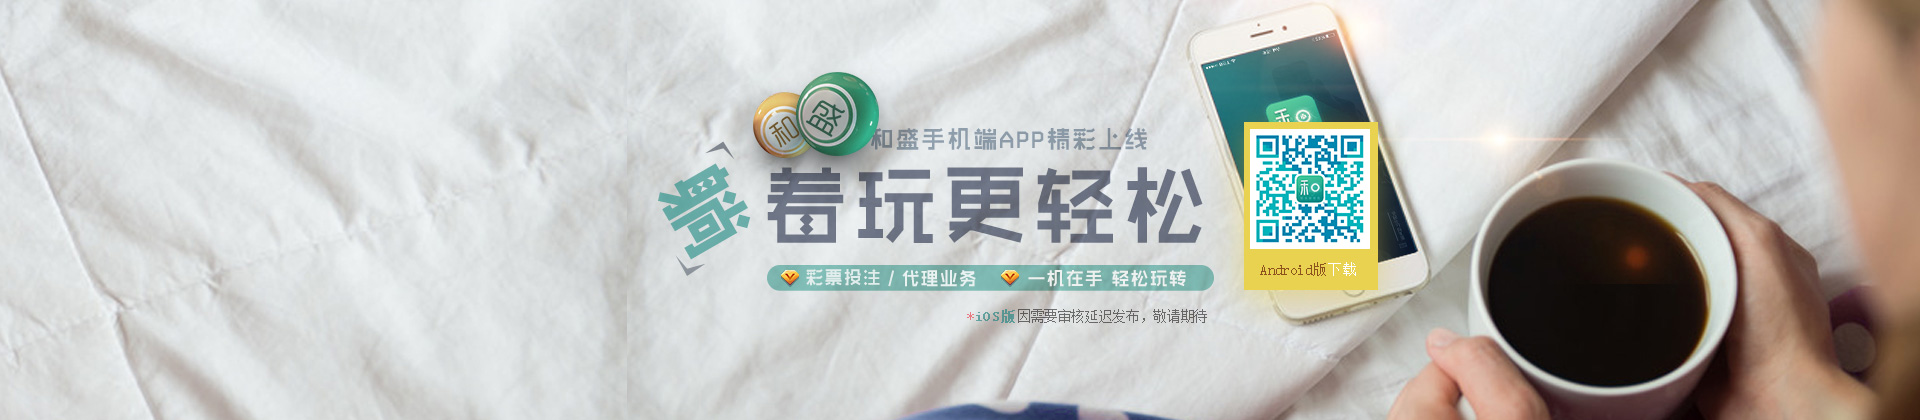 和 盛
和盛手机端APP精彩上线
躺着玩更轻松
彩票投注 / 代理业务 一机在手 轻松玩转
*iOS版因需要审核延迟发布，敬请期待
和
Android版下载